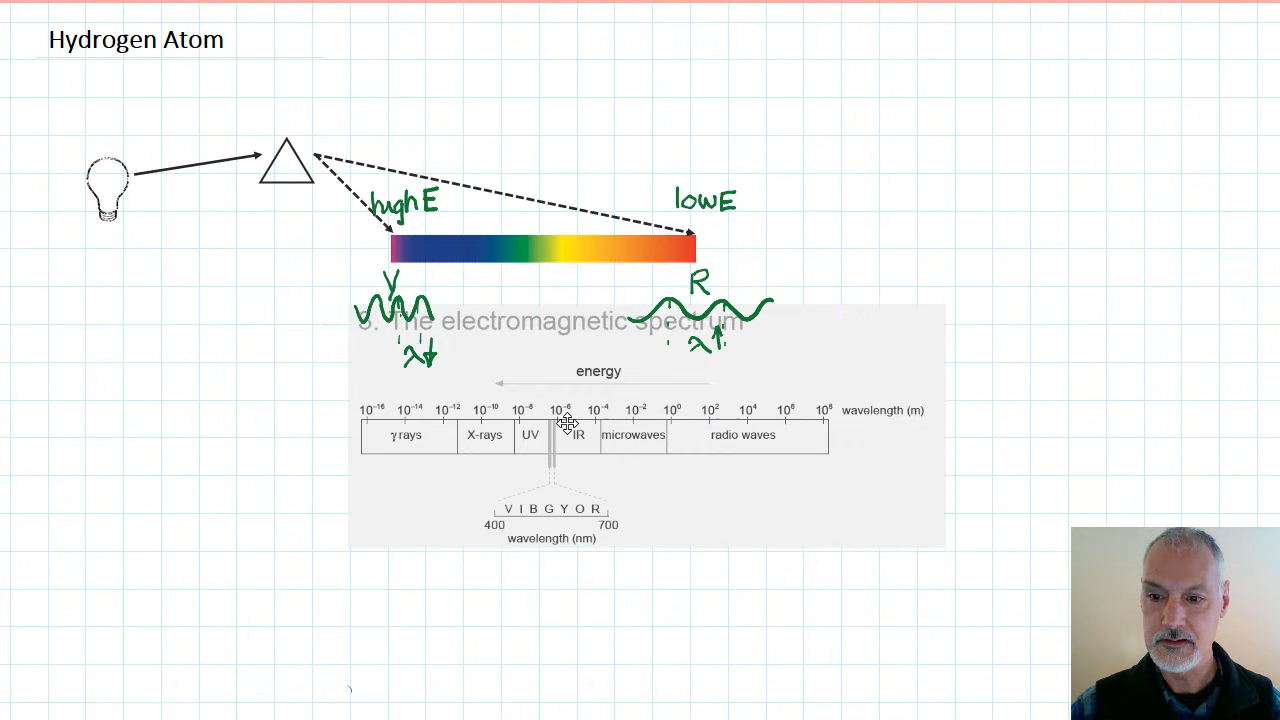 Hydrogen Atom
high E
low E
V
R
3. The electromagnetic spectrum
λ↓
λ↑
energy
10⁻¹⁶ 10⁻¹⁴ 10⁻¹² 10⁻¹⁰ 10⁻⁸ 10⁻⁶ 10⁻⁴ 10⁻² 10⁰ 10² 10⁴ 10⁶ 10⁸ wavelength (m)
γ rays X-rays UV IR microwaves radio waves
V I B G Y O R
400 700
wavelength (nm)